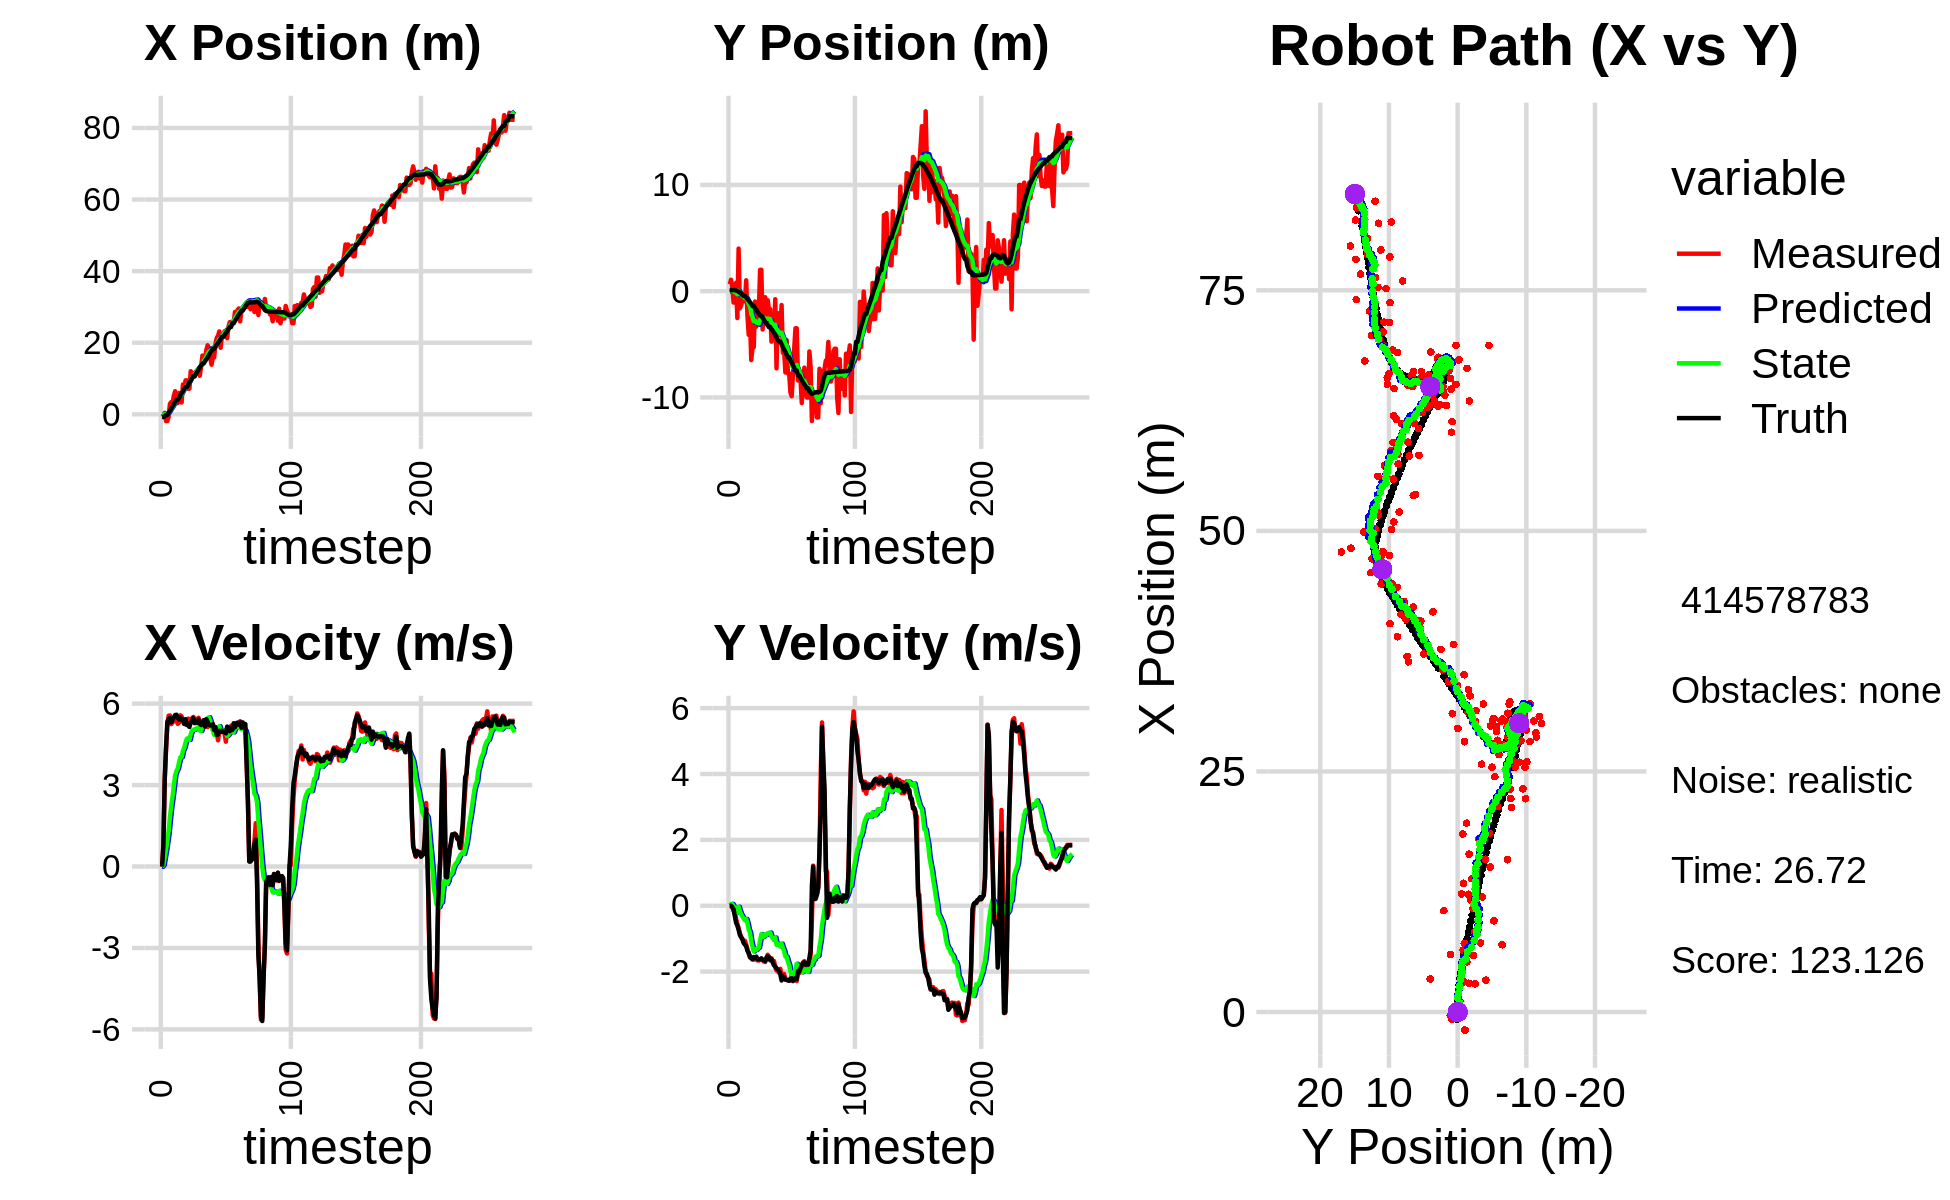 X Position (m)
80
60
40
20
0
0
100
200
timestep
Y Position (m)
10
0
-10
0
100
200
timestep
X Velocity (m/s)
6
3
0
-3
-6
0
100
200
timestep
Y Velocity (m/s)
6
4
2
0
-2
0
100
200
timestep
Robot Path (X vs Y)
X Position (m)
75
50
25
0
20 10 0 -10 -20
Y Position (m)
variable
Measured
Predicted
State
Truth
414578783
Obstacles: none
Noise: realistic
Time: 26.72
Score: 123.126